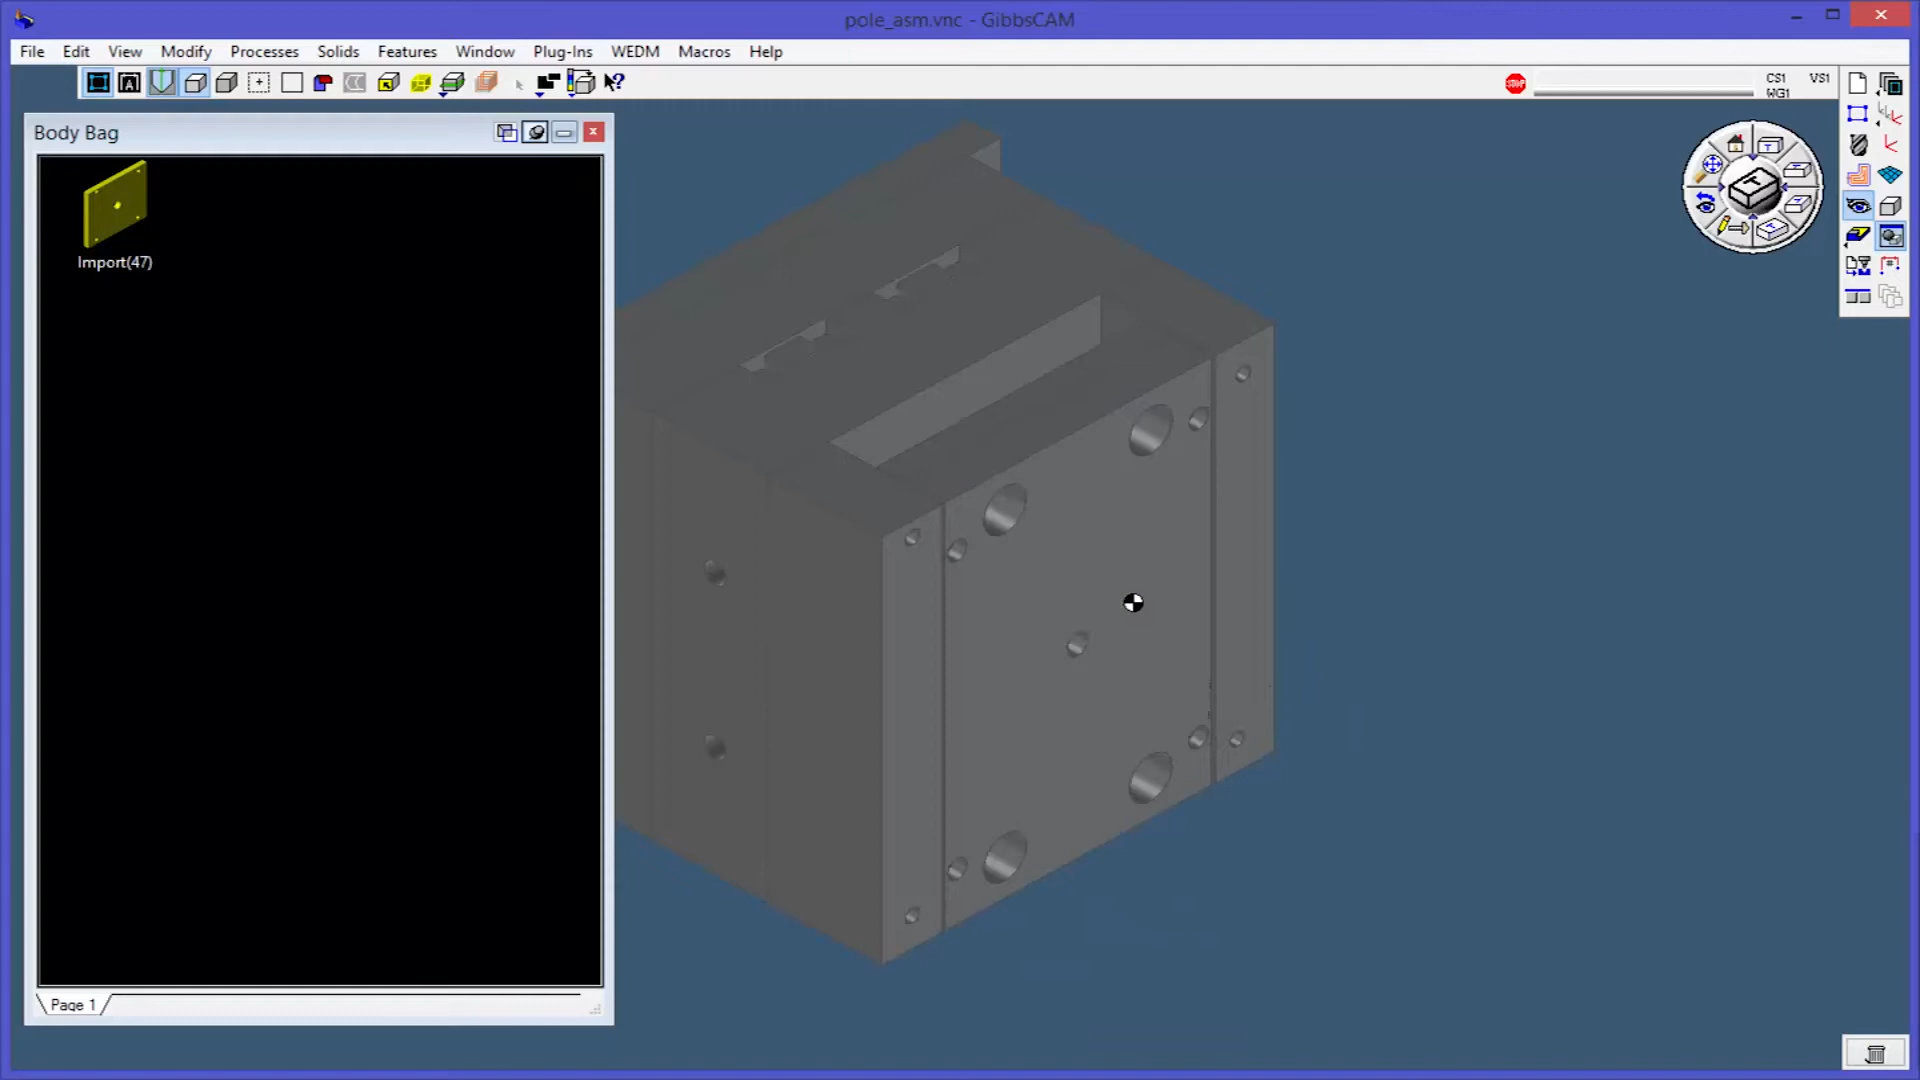 pole_asm.vnc - GibbsCAM
File Edit View Modify Processes Solids Features Window Plug-Ins WEDM Macros Help
A
?
STOP
CS1 VS1
WG1
Body Bag
Import(47)
Page 1